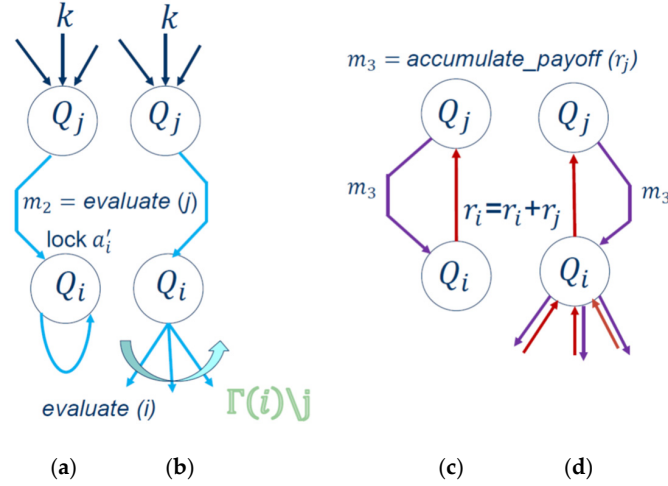 k k
m₃ = accumulate_payoff (rⱼ)
Qⱼ Qⱼ Qⱼ Qⱼ
m₂ = evaluate (j)
m₃ m₃
lock a′ᵢ
rᵢ=rᵢ+rⱼ
Qᵢ Qᵢ Qᵢ Qᵢ
evaluate (i)
Γ(i)\j
(a) (b) (c) (d)